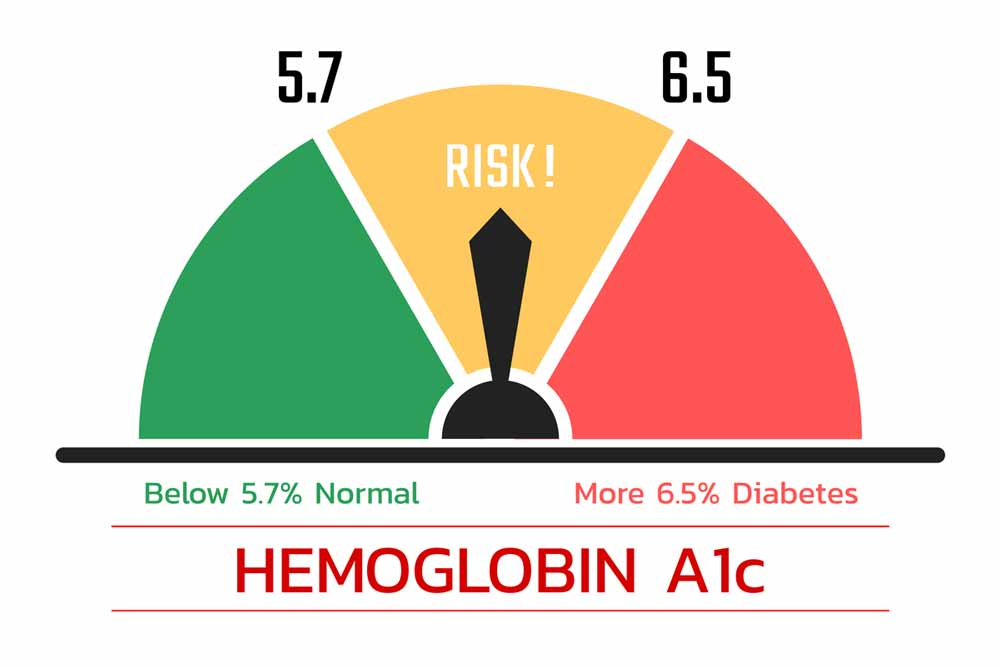 5.7 6.5
RISK!
Below 5.7% Normal More 6.5% Diabetes
HEMOGLOBIN A1c